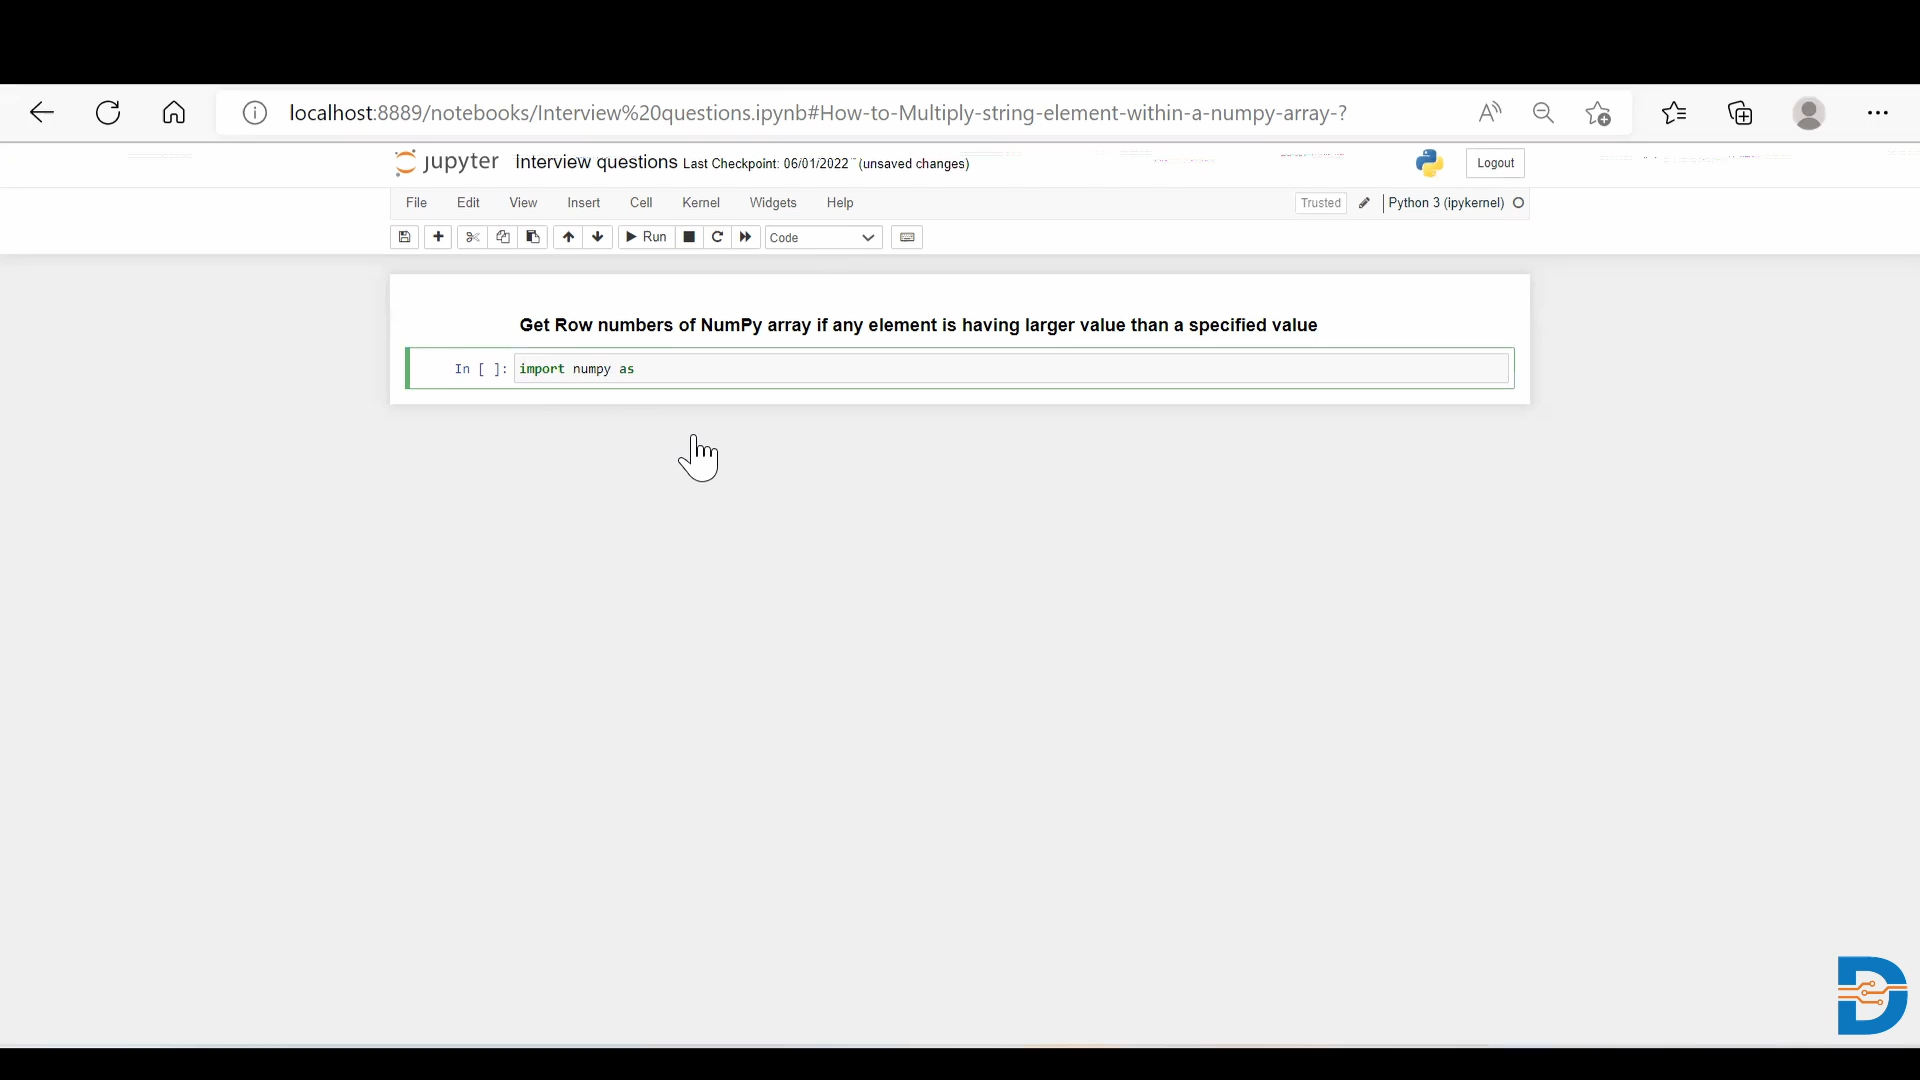 localhost:8889/notebooks/Interview%20questions.ipynb#How-to-Multiply-string-element-within-a-numpy-array-?
jupyter Interview questions Last Checkpoint: 06/01/2022 (unsaved changes) Logout
File Edit View Insert Cell Kernel Widgets Help Trusted Python 3 (ipykernel)
Run Code
Get Row numbers of NumPy array if any element is having larger value than a specified value
In [ ]: import numpy as